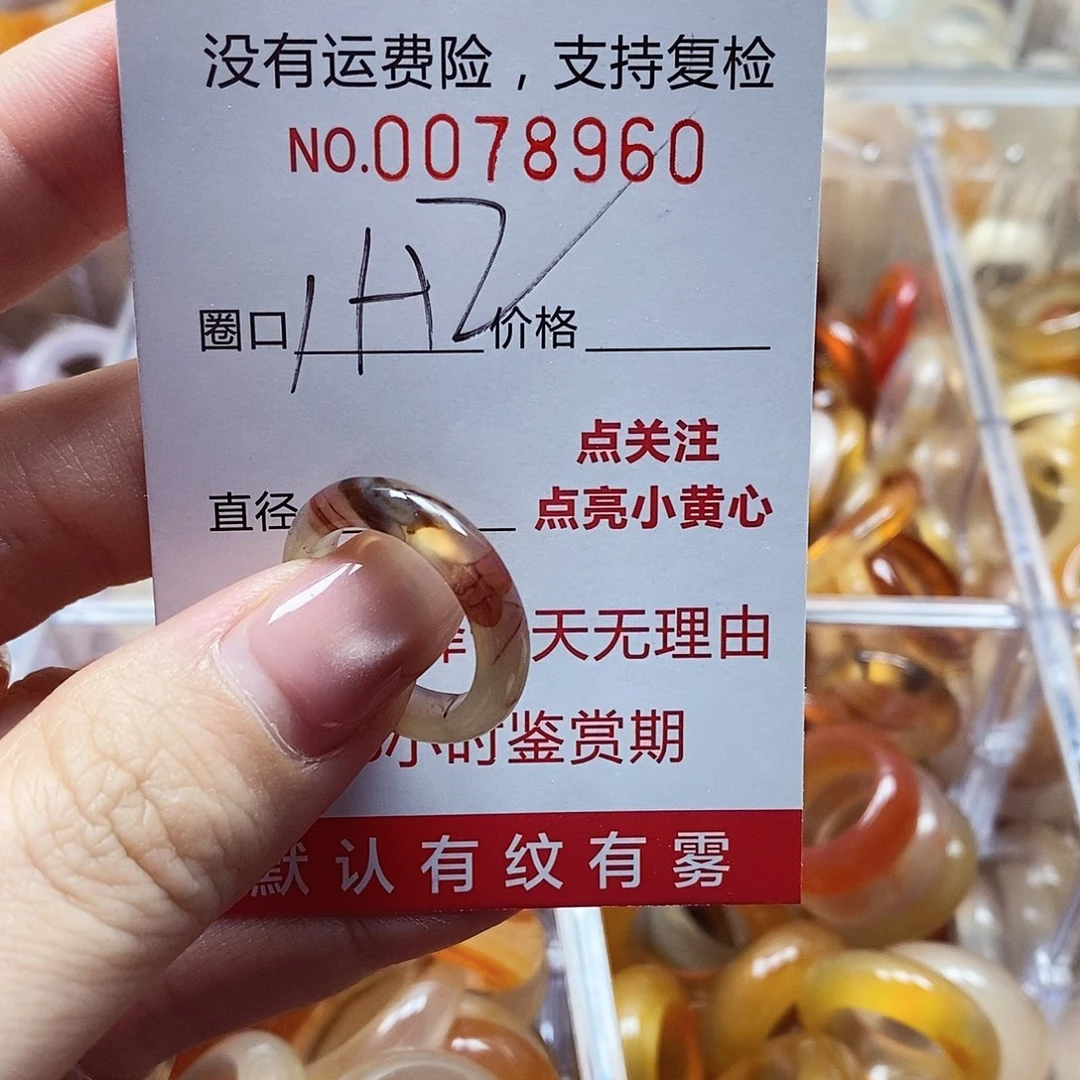 没有运费险，支持复检
NO.0078960
圈口 价格
点关注
直径 点亮小黄心
天无理由
小时鉴赏期
默认有纹有雾